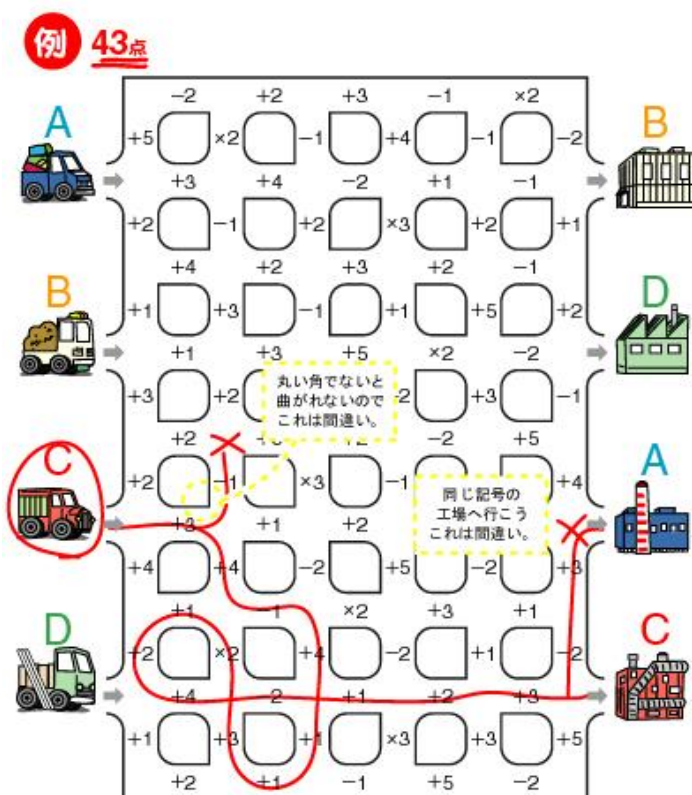 例 43点
−2 +2 +3 −1 ×2
A B
+5 ×2 −1 +4 −1 −2
+3 +4 −2 +1 −1
+2 −1 +2 ×3 +2 +1
+4 +2 +3 +2 −1
B D
+1 +3 −1 +1 +5 +2
+1 +3 +5 ×2 −2
+3 +2 −2 +3 −1
丸い角でないと
曲がれないので
これは間違い。
+2 −2 +5
C A
+2 −1 ×3 −1 +4
同じ記号の
工場へ行こう
これは間違い。
+3 +1 +2
+4 +4 −2 +5 −2 +3
+1 −1 ×2 +3 +1
D C
+2 ×2 +4 −2 +1 −2
+4 −2 +1 +2 +3
+1 +3 +1 ×3 +3 +5
+2 +1 −1 +5 −2